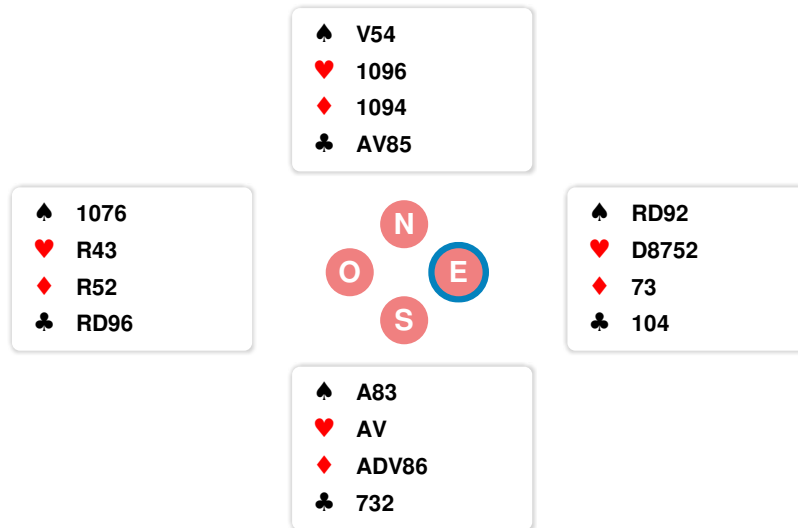 ♠ V54
♥ 1096
♦ 1094
♣ AV85
♠ 1076
♥ R43
♦ R52
♣ RD96
N
O E
S
♠ RD92
♥ D8752
♦ 73
♣ 104
♠ A83
♥ AV
♦ ADV86
♣ 732